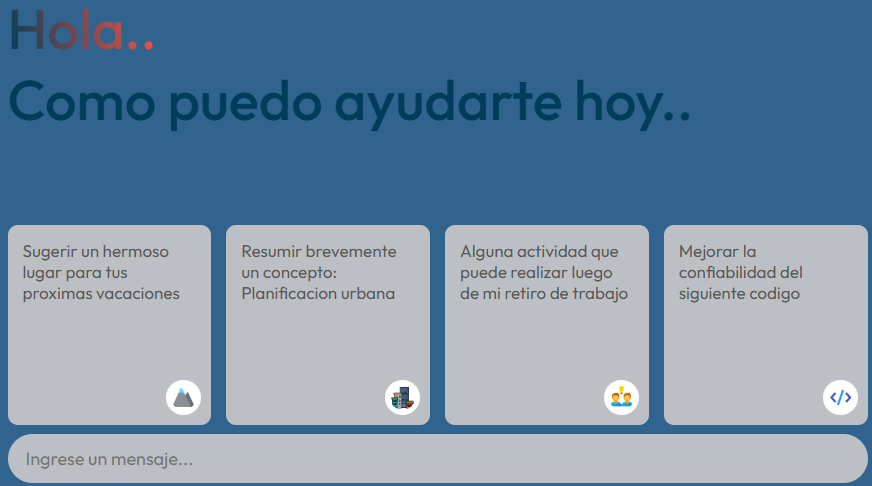 Hola..
Como puedo ayudarte hoy..
Sugerir un hermoso
lugar para tus
proximas vacaciones
Resumir brevemente
un concepto:
Planificacion urbana
Alguna actividad que
puede realizar luego
de mi retiro de trabajo
Mejorar la
confiabilidad del
siguiente codigo
Ingrese un mensaje...